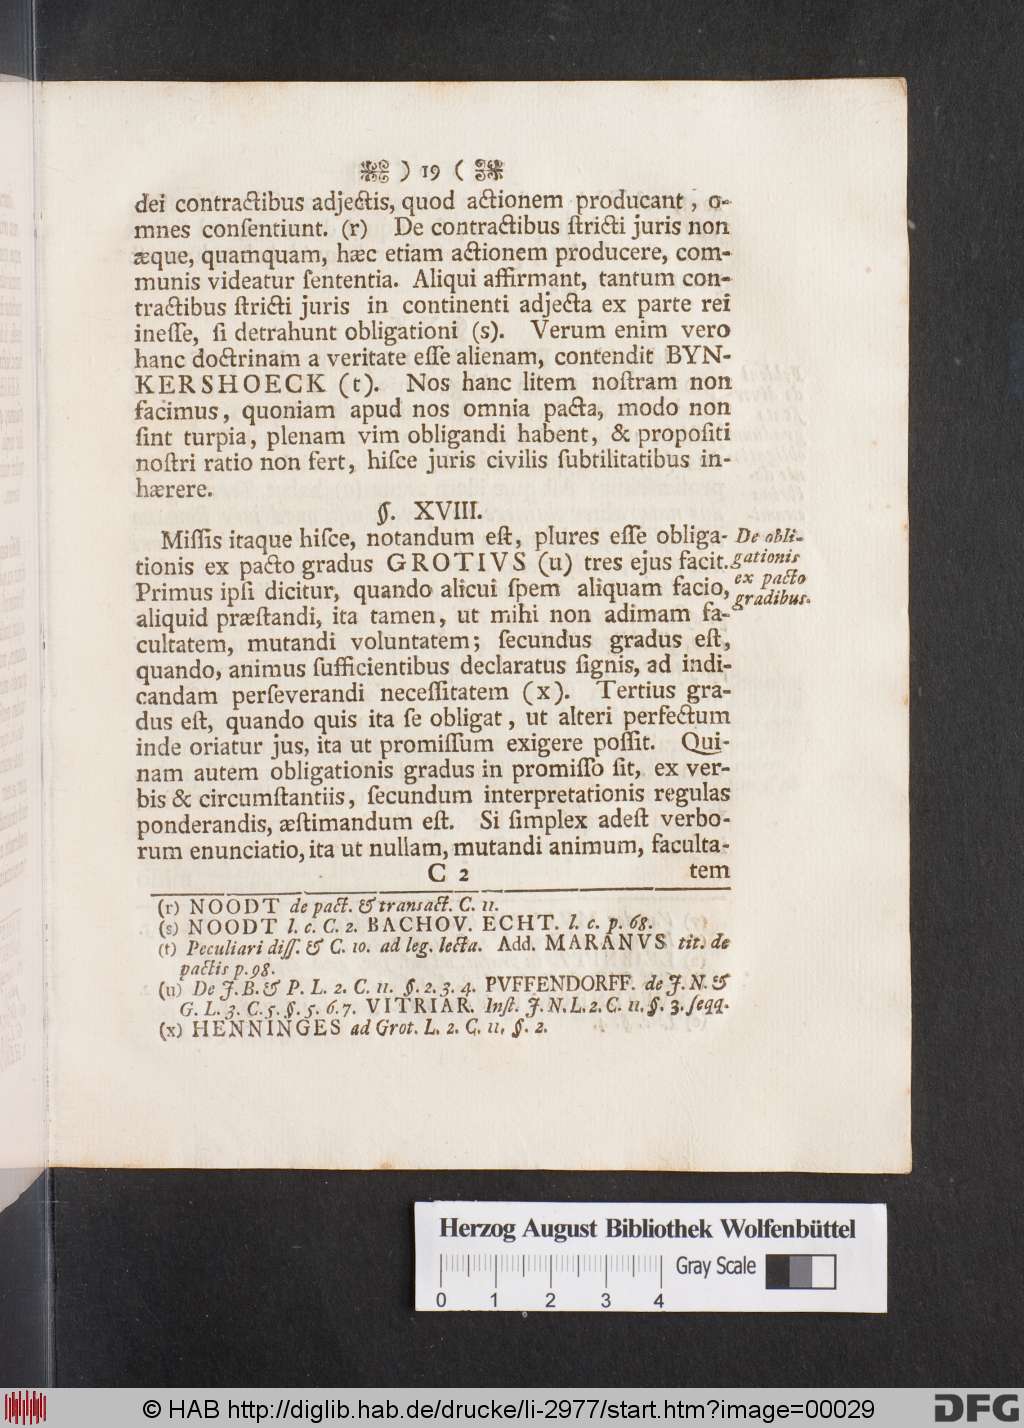 ) 19 (
dei contractibus adjectis, quod actionem producant, o-
mnes conſentiunt. (r) De contractibus ſtricti juris non
æque, quamquam, hæc etiam actionem producere, com-
munis videatur ſententia. Aliqui affirmant, tantum con-
tractibus ſtricti juris in continenti adjecta ex parte rei
ineſſe, ſi detrahunt obligationi (s). Verum enim vero
hanc doctrinam a veritate eſſe alienam, contendit BYN-
KERSHOECK (t). Nos hanc litem noſtram non
facimus, quoniam apud nos omnia pacta, modo non
ſint turpia, plenam vim obligandi habent, & propoſiti
noſtri ratio non fert, hiſce juris civilis ſubtilitatibus in-
hærere.
§. XVIII.
Miſſis itaque hiſce, notandum eſt, plures eſſe obliga-
tionis ex pacto gradus GROTIVS (u) tres ejus facit.
Primus ipſi dicitur, quando alicui ſpem aliquam facio,
aliquid præſtandi, ita tamen, ut mihi non adimam fa-
cultatem, mutandi voluntatem; ſecundus gradus eſt,
quando, animus ſufficientibus declaratus ſignis, ad indi-
candam perſeverandi neceſſitatem (x). Tertius gra-
dus eſt, quando quis ita ſe obligat, ut alteri perfectum
inde oriatur jus, ita ut promiſſum exigere poſſit. Qui-
nam autem obligationis gradus in promiſſo ſit, ex ver-
bis & circumſtantiis, ſecundum interpretationis regulas
ponderandis, æſtimandum eſt. Si ſimplex adeſt verbo-
rum enunciatio, ita ut nullam, mutandi animum, faculta-
De obli-
gationis
ex pacto
gradibus.
C 2 tem
(r) NOODT de pact. & transact. C. 11.
(s) NOODT l. c. C. 2. BACHOV. ECHT. l. c. p. 68.
(t) Peculiari diſſ. & C. 10. ad leg. lecta. Add. MARANVS tit. de
pactis p. 98.
(u) De J. B. & P. L. 2. C. 11. §. 2. 3. 4. PVFFENDORFF. de J. N. &
G. L. 3. C. 5. §. 5. 6. 7. VITRIAR. Inſt. J. N. L. 2. C. 11. §. 3. ſeqq.
(x) HENNINGES ad Grot. L. 2. C. 11, §. 2.
Herzog August Bibliothek Wolfenbüttel
Gray Scale
0 1 2 3 4
© HAB http://diglib.hab.de/drucke/li-2977/start.htm?image=00029
DFG